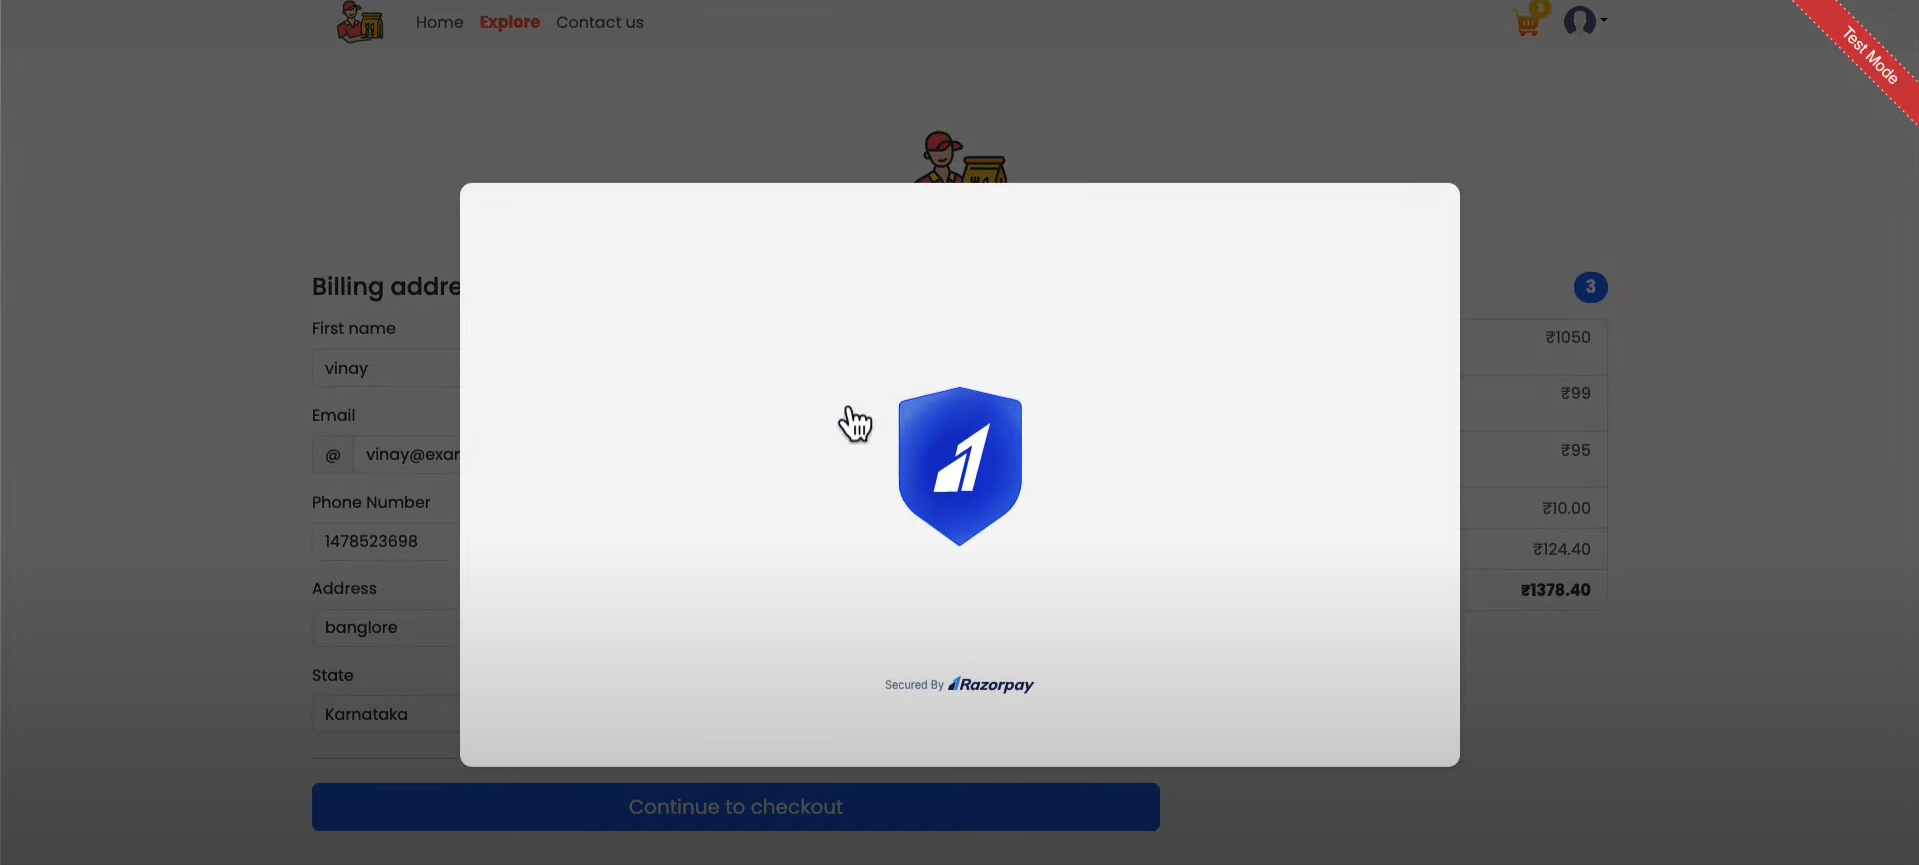 Home Explore Contact us
3
Test Mode
Billing addre
3
First name
vinay
₹1050
₹99
Email
@ vinay@exar
₹95
Phone Number
1478523698
₹10.00
₹124.40
Address
banglore
₹1378.40
State
Karnataka
Secured By Razorpay
Continue to checkout